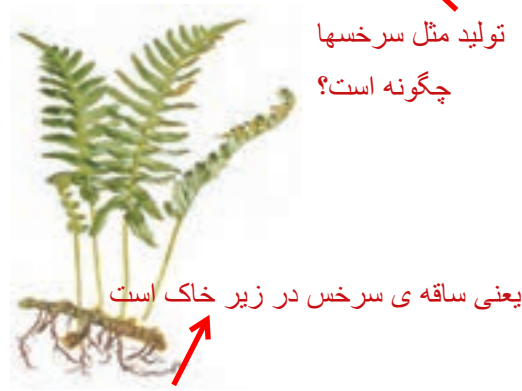 تولید مثل سرخسها
چگونه است؟
یعنی ساقه ی سرخس در زیر خاک است